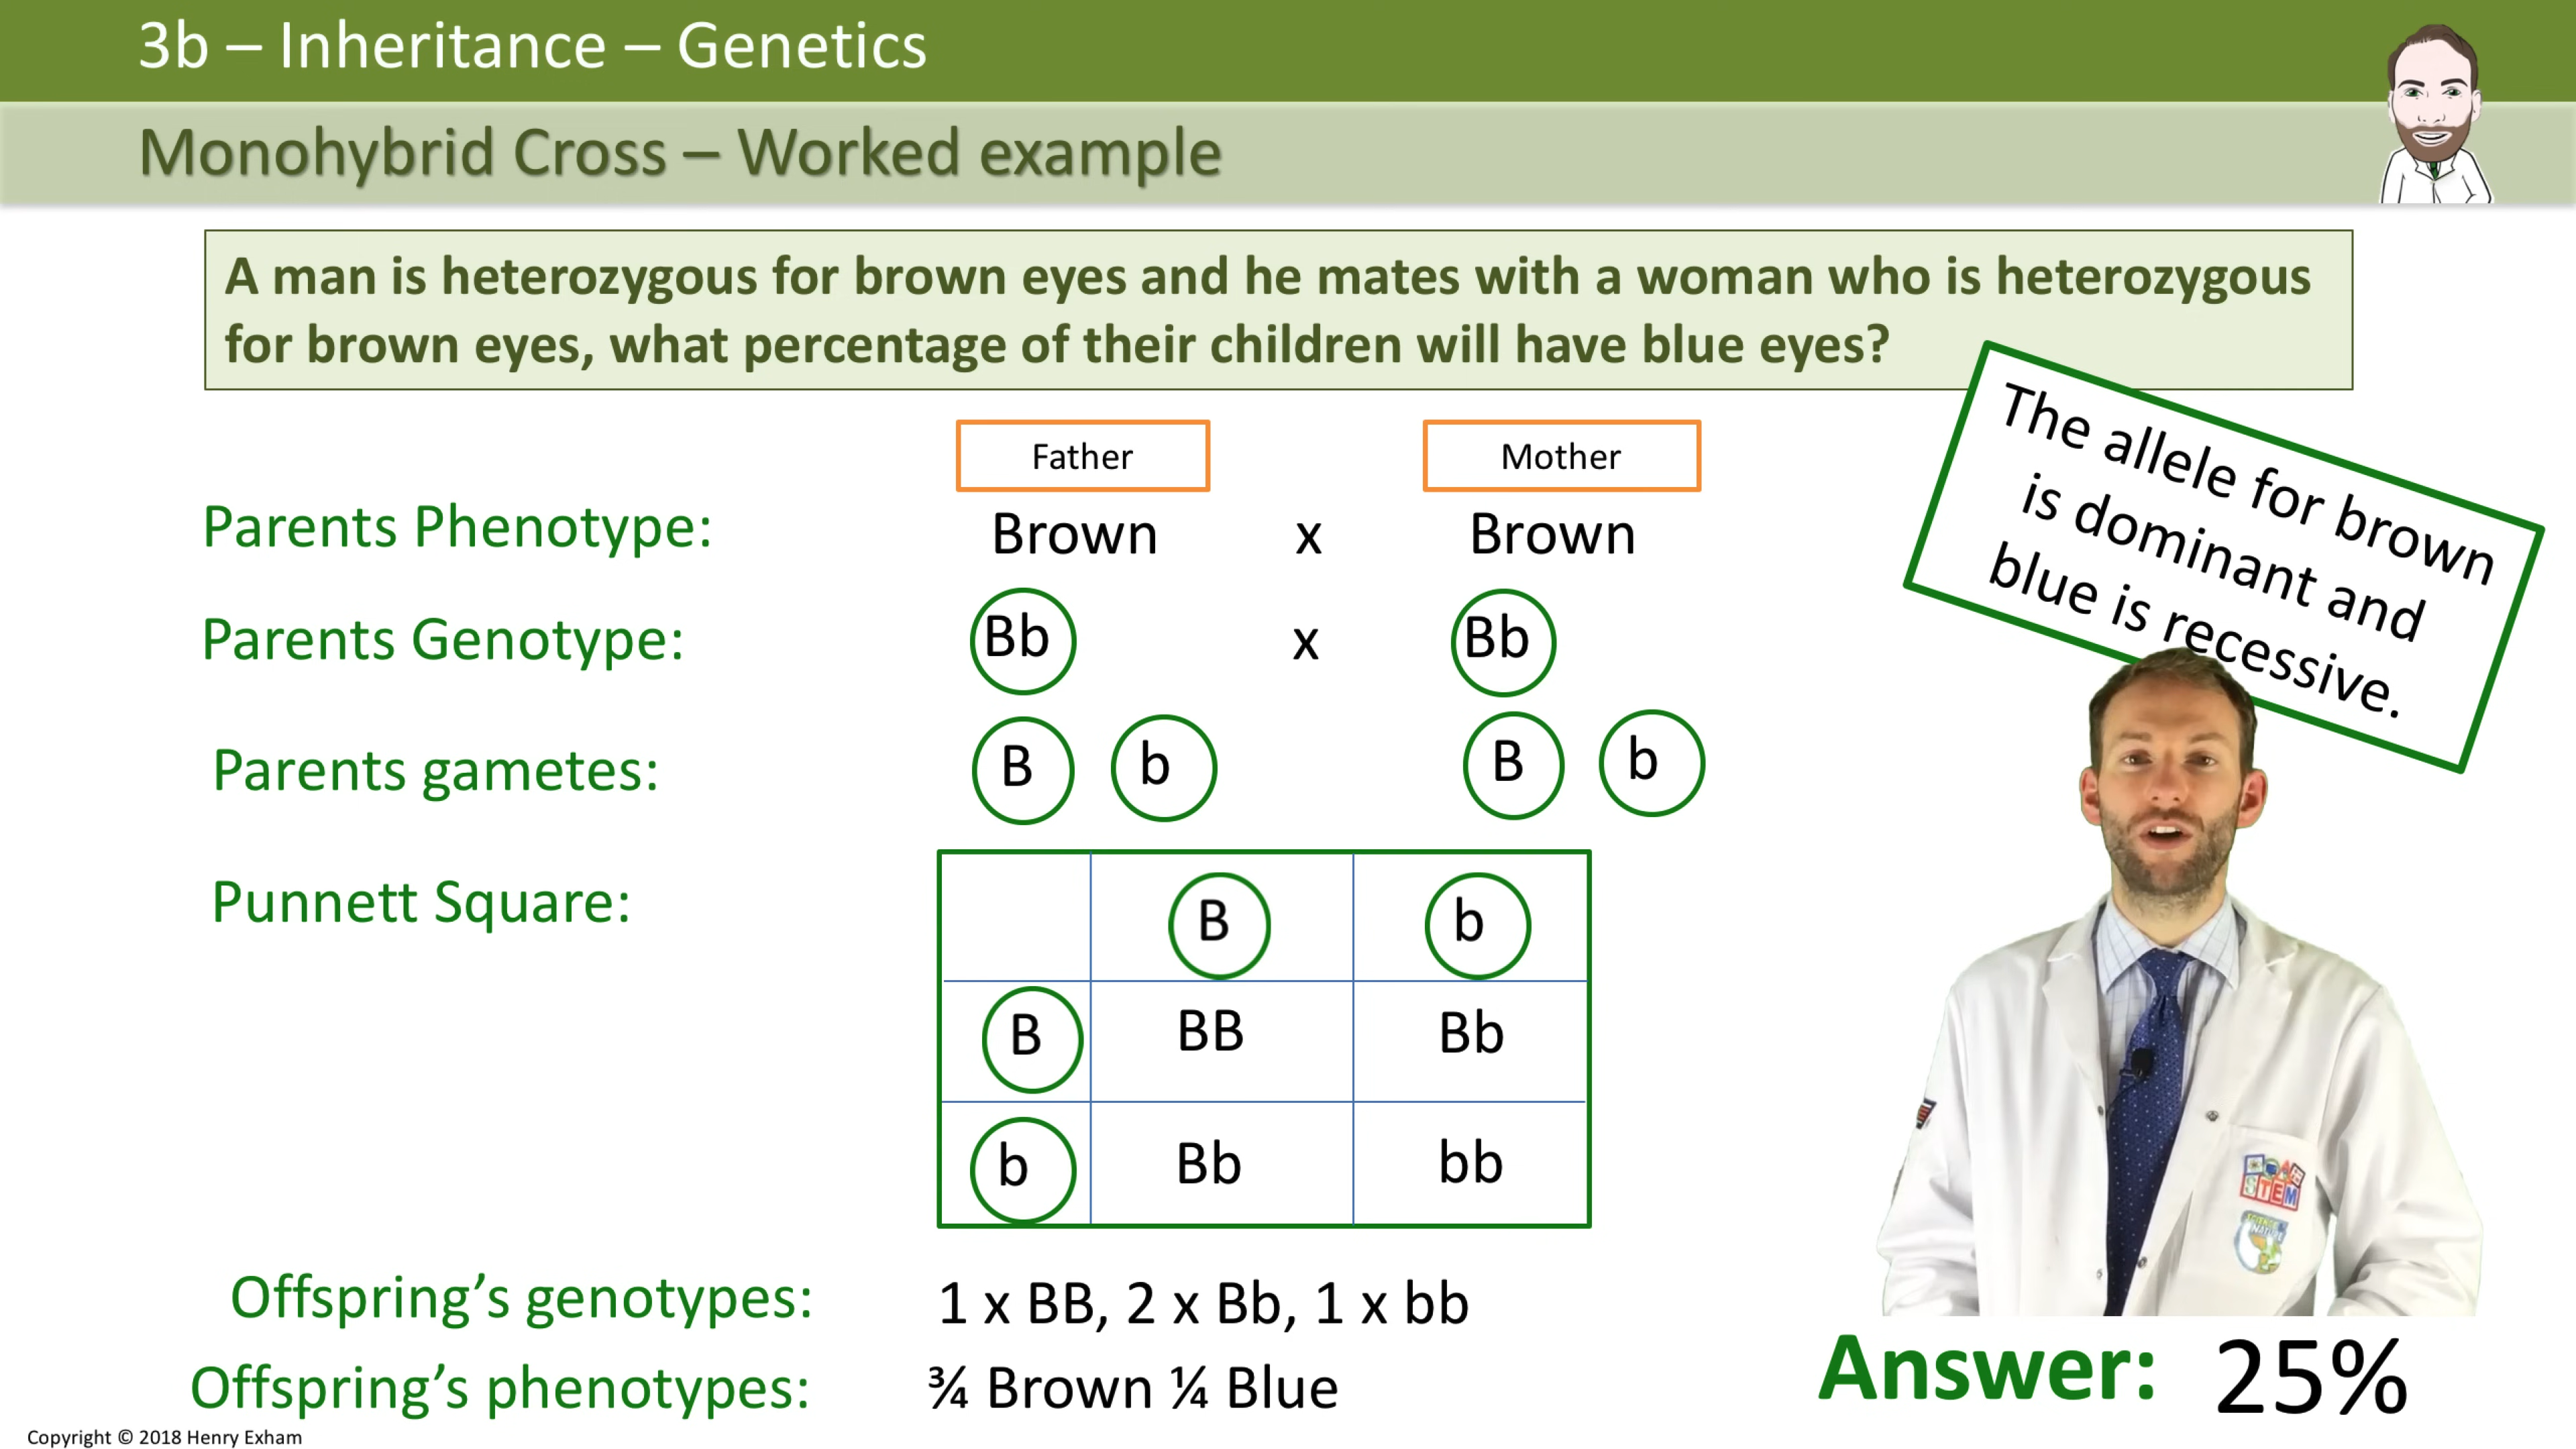 3b – Inheritance – Genetics
Monohybrid Cross – Worked example
A man is heterozygous for brown eyes and he mates with a woman who is heterozygous
for brown eyes, what percentage of their children will have blue eyes?
The allele for brown
is dominant and
blue is recessive.
Father Mother
Parents Phenotype: Brown x Brown
Parents Genotype: Bb x Bb
Parents gametes: B b B b
Punnett Square: B b
B BB Bb
b Bb bb
STEM
Offspring’s genotypes: 1 x BB, 2 x Bb, 1 x bb
Offspring’s phenotypes: ¾ Brown ¼ Blue
Answer: 25%
Copyright © 2018 Henry Exham